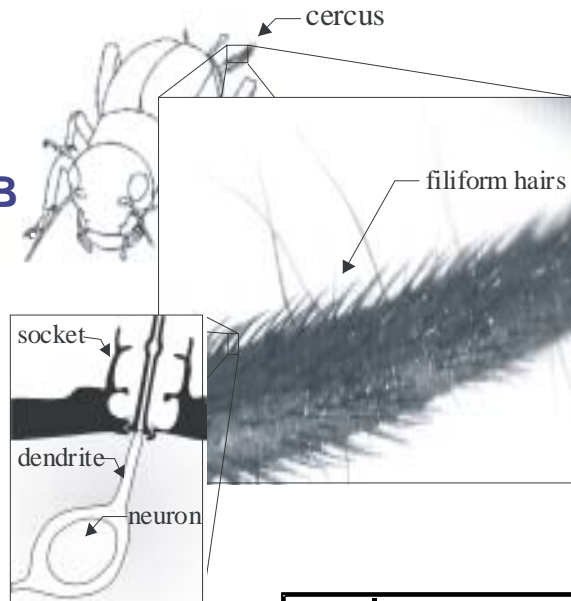 cercus
B
filiform hairs
socket
dendrite
neuron